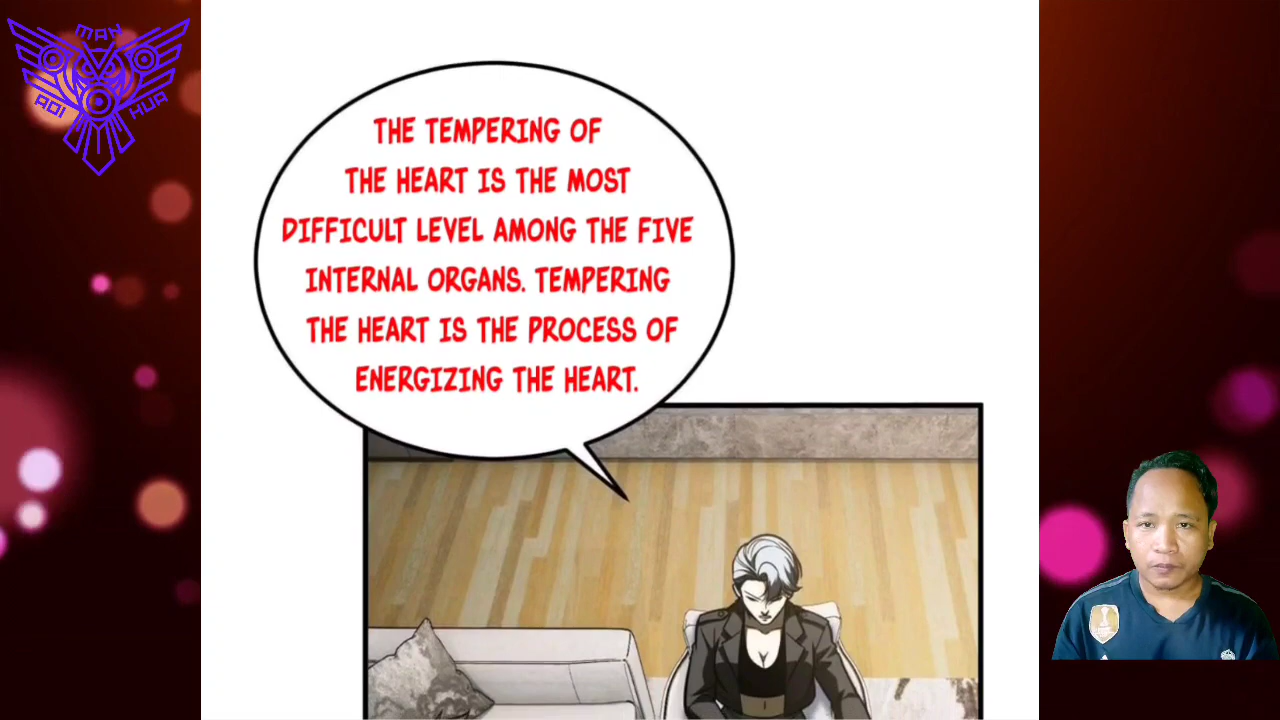 MAN
AOI HUA
THE TEMPERING OF
THE HEART IS THE MOST
DIFFICULT LEVEL AMONG THE FIVE
INTERNAL ORGANS. TEMPERING
THE HEART IS THE PROCESS OF
ENERGIZING THE HEART.